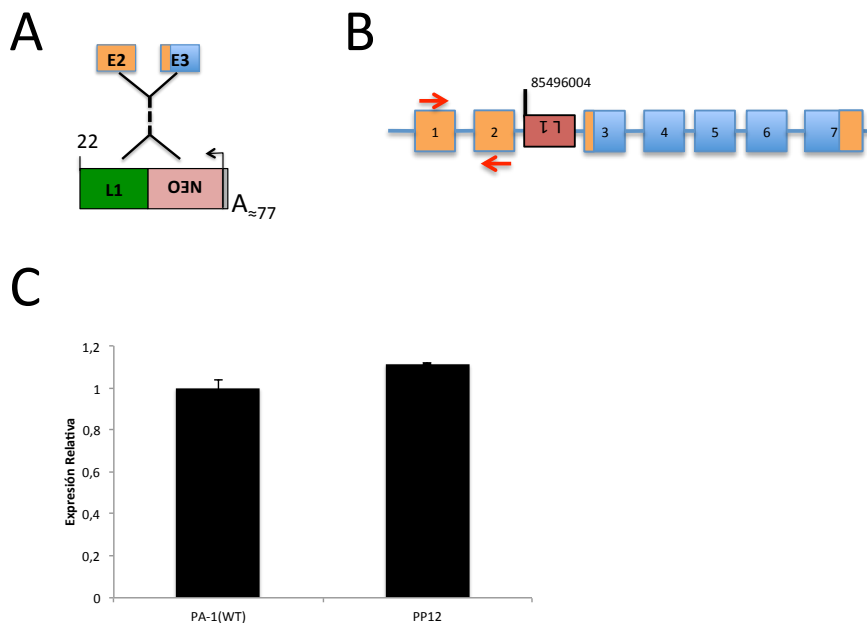 A
E2
E3
22
L1
NEO
A≈77
B
85496004
1
2
L1
3
4
5
6
7
C
Expresión Relativa
1,2
1
0,8
0,6
0,4
0,2
0
PA-1(WT)
PP12